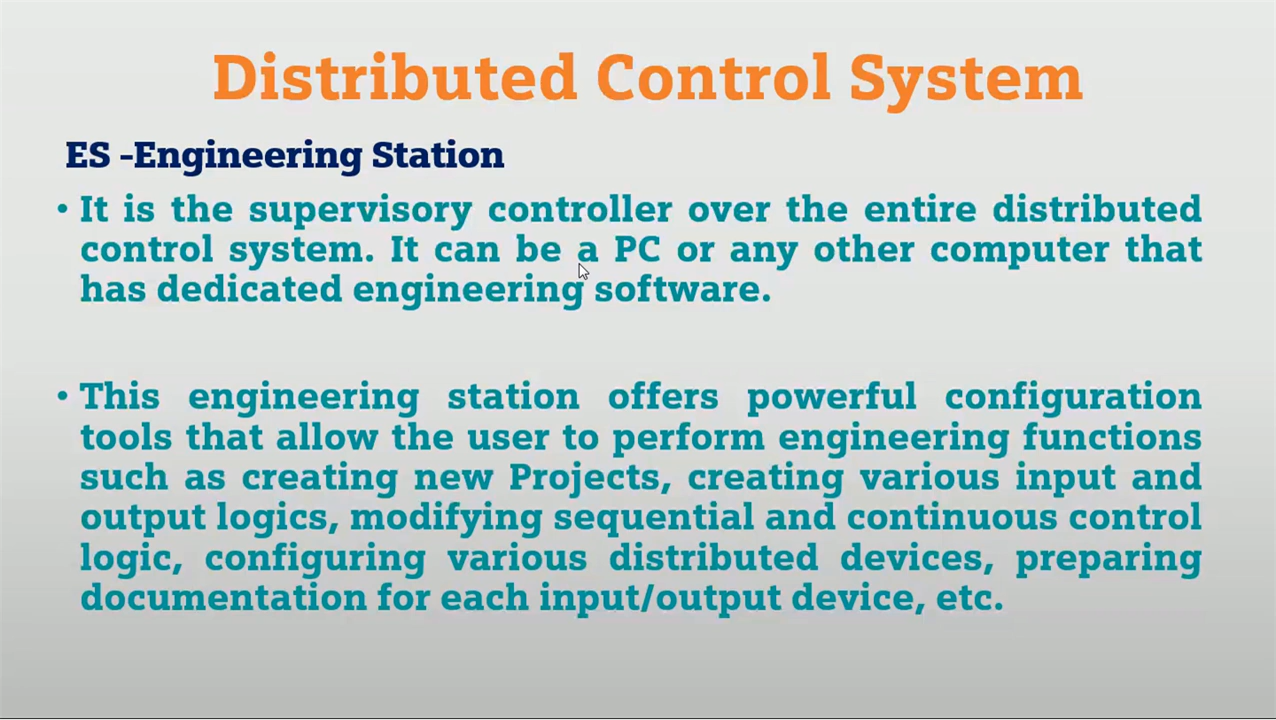 Distributed Control System
ES -Engineering Station
• It is the supervisory controller over the entire distributed
control system. It can be a PC or any other computer that
has dedicated engineering software.
• This engineering station offers powerful configuration
tools that allow the user to perform engineering functions
such as creating new Projects, creating various input and
output logics, modifying sequential and continuous control
logic, configuring various distributed devices, preparing
documentation for each input/output device, etc.